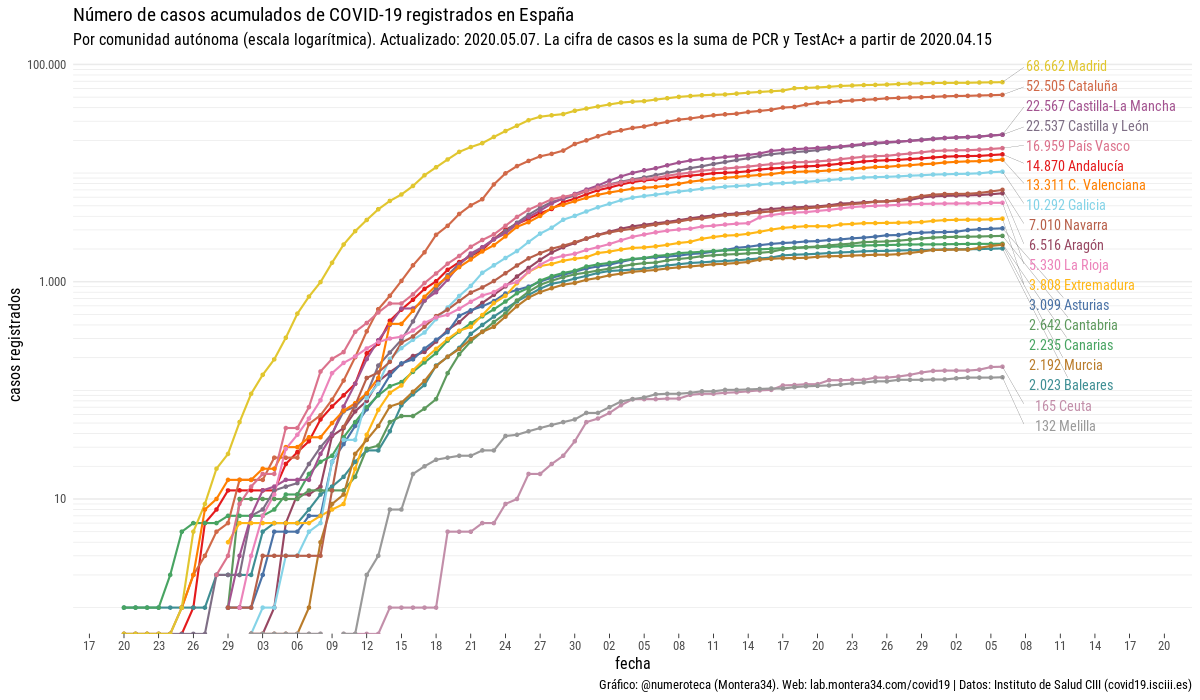 Número de casos acumulados de COVID-19 registrados en España
Por comunidad autónoma (escala logarítmica). Actualizado: 2020.05.07. La cifra de casos es la suma de PCR y TestAc+ a partir de 2020.04.15
100.000
1.000
10
casos registrados
68.662 Madrid
52.505 Cataluña
22.567 Castilla-La Mancha
22.537 Castilla y León
16.959 País Vasco
14.870 Andalucía
13.311 C. Valenciana
10.292 Galicia
7.010 Navarra
6.516 Aragón
5.330 La Rioja
3.808 Extremadura
3.099 Asturias
2.642 Cantabria
2.235 Canarias
2.192 Murcia
2.023 Baleares
165 Ceuta
132 Melilla
17 20 23 26 29 03 06 09 12 15 18 21 24 27 30 02 05 08 11 14 17 20 23 26 29 02 05 08 11 14 17 20
fecha
Gráfico: @numeroteca (Montera34). Web: lab.montera34.com/covid19 | Datos: Instituto de Salud CIII (covid19.isciii.es)